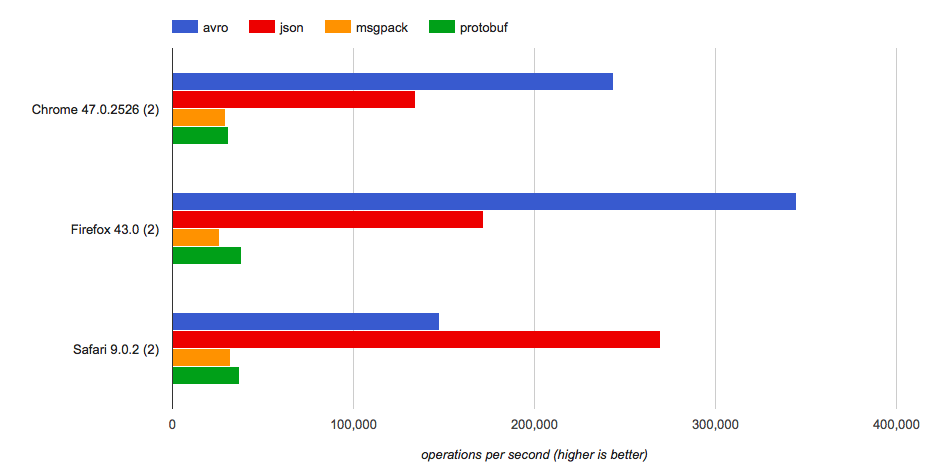 avro json msgpack protobuf
Chrome 47.0.2526 (2)
Firefox 43.0 (2)
Safari 9.0.2 (2)
0 100,000 200,000 300,000 400,000
operations per second (higher is better)